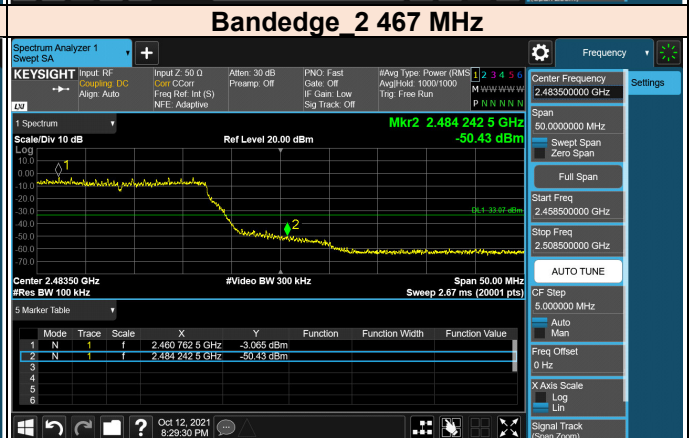 Bandedge_2 467 MHz
Spectrum Analyzer 1
Swept SA
Frequency
KEYSIGHT
Input: RF
Coupling: DC
Align: Auto
Input Z: 50 Ω
Corr CCorr
Freq Ref: Int (S)
NFE: Adaptive
Atten: 30 dB
Preamp: Off
PNO: Fast
Gate: Off
IF Gain: Low
Sig Track: Off
#Avg Type: Power (RMS
Avg|Hold: 1000/1000
Trig: Free Run
1 2 3 4 5 6
M W W W W W
P N N N N N
LXI
1 Spectrum
Scale/Div 10 dB
Ref Level 20.00 dBm
Mkr2 2.484 242 5 GHz
-50.43 dBm
Log
10.0
0.00
-10.0
-20.0
-30.0
-40.0
-50.0
-60.0
-70.0
1
2
DL1 -33.07 dBm
Center 2.48350 GHz
#Video BW 300 kHz
Span 50.00 MHz
#Res BW 100 kHz
Sweep 2.67 ms (20001 pts)
5 Marker Table
Mode Trace Scale X Y Function Function Width Function Value
1 N 1 f 2.460 762 5 GHz -3.065 dBm
2 N 1 f 2.484 242 5 GHz -50.43 dBm
3
4
5
6
Oct 12, 2021
8:29:30 PM
Settings
Center Frequency
2.483500000 GHz
Span
50.0000000 MHz
Swept Span
Zero Span
Full Span
Start Freq
2.458500000 GHz
Stop Freq
2.508500000 GHz
AUTO TUNE
CF Step
5.000000 MHz
Auto
Man
Freq Offset
0 Hz
X Axis Scale
Log
Lin
Signal Track
(Span Zoom)